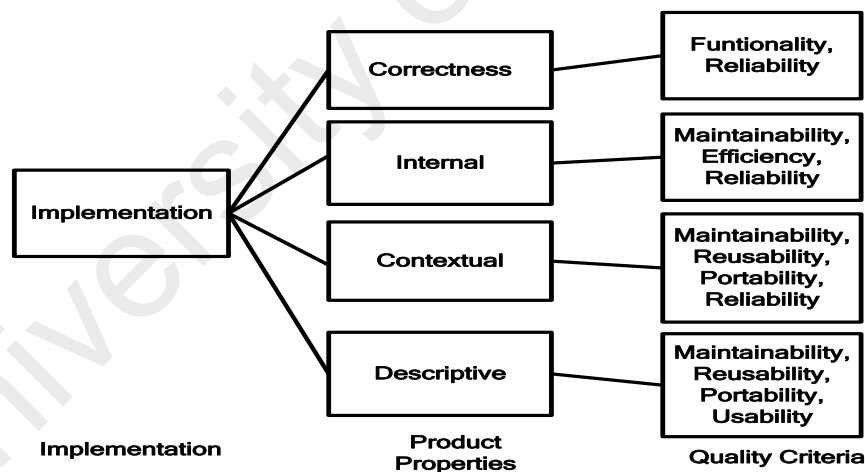 Correctness
Funtionality,
Reliability
Internal
Maintainability,
Efficiency,
Reliability
Implementation
Contextual
Maintainability,
Reusability,
Portability,
Reliability
Descriptive
Maintainability,
Reusability,
Portability,
Usability
Implementation
Product
Properties
Quality Criteria